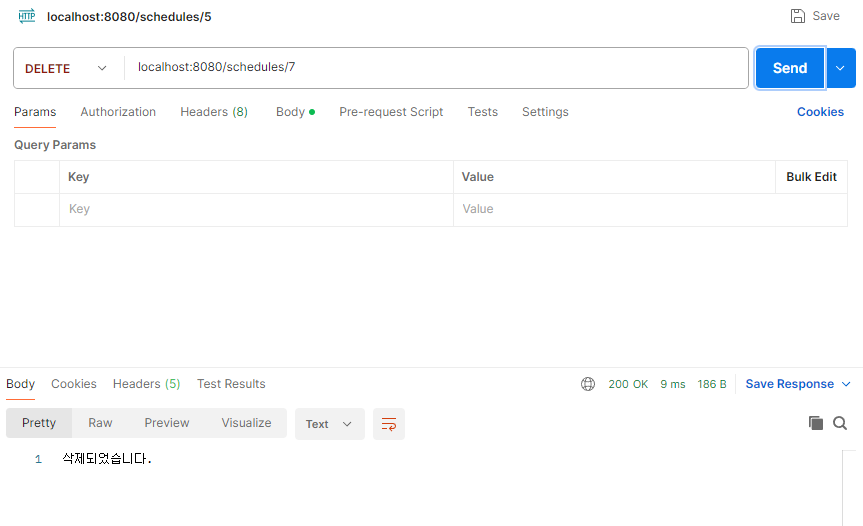 HTTP localhost:8080/schedules/5 Save
DELETE localhost:8080/schedules/7 Send
Params Authorization Headers (8) Body Pre-request Script Tests Settings Cookies
Query Params
Key Value Bulk Edit
Key Value
Body Cookies Headers (5) Test Results 200 OK 9 ms 186 B Save Response
Pretty Raw Preview Visualize Text
1 삭제되었습니다.